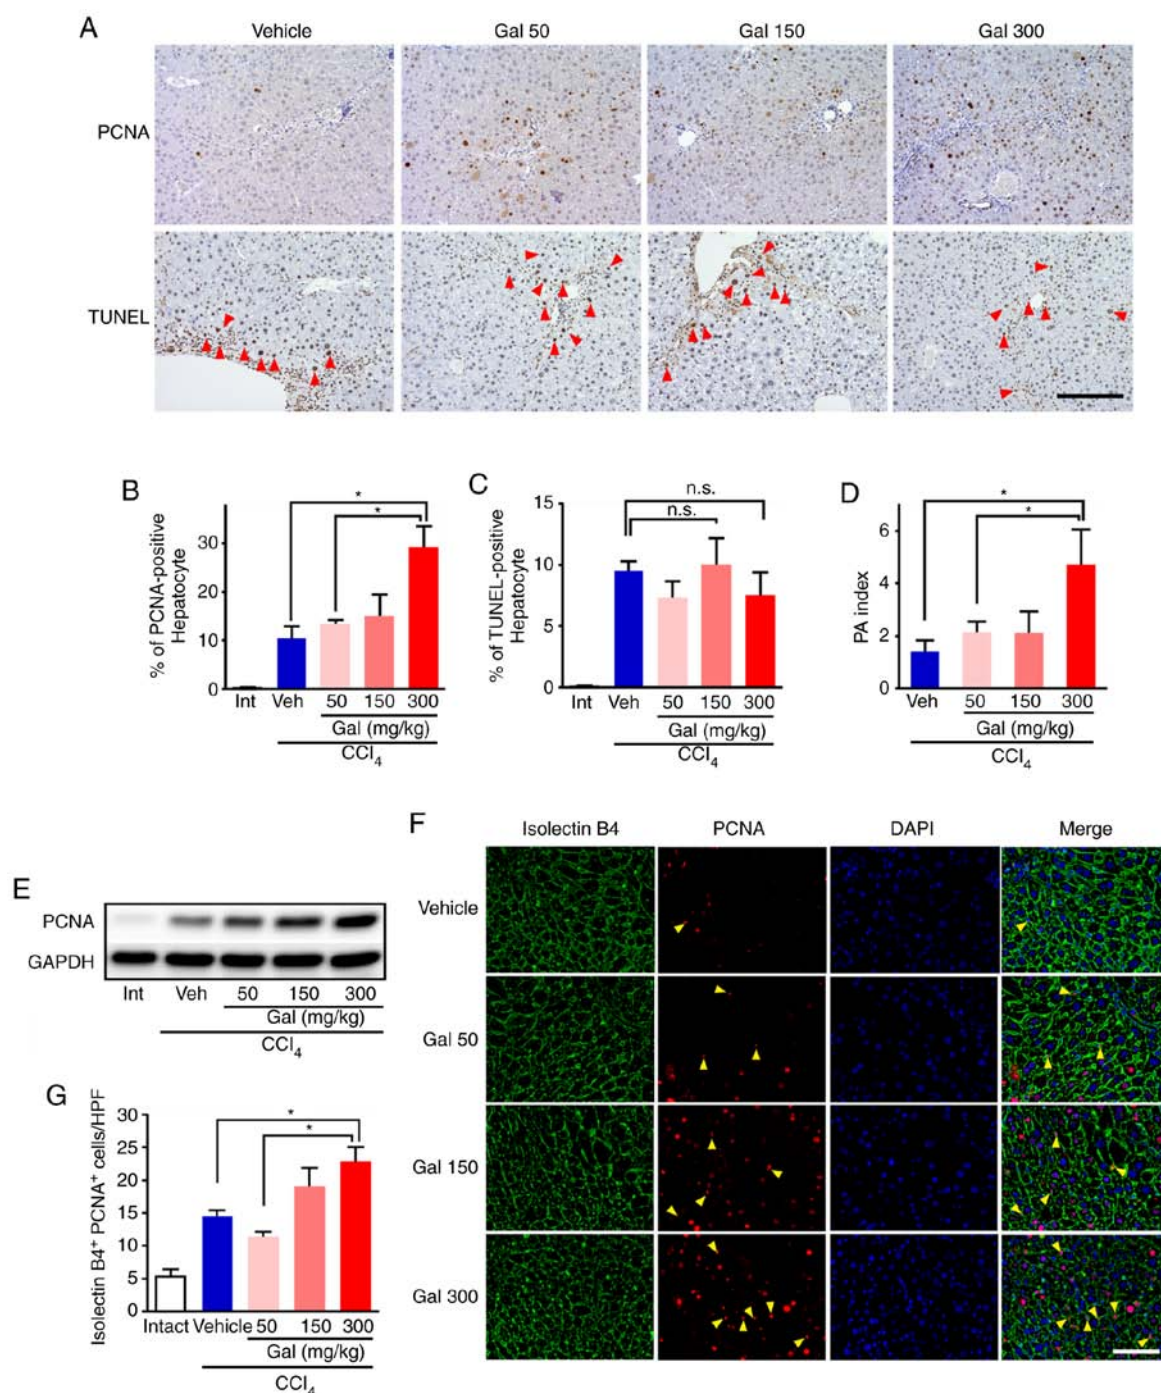 A
Vehicle Gal 50 Gal 150 Gal 300
PCNA
TUNEL
B
% of PCNA-positive
Hepatocyte
30
20
10
0
* 
*
Int Veh 50 150 300
Gal (mg/kg)
CCl4
C
% of TUNEL-positive
Hepatocyte
15
10
5
0
n.s.
n.s.
Int Veh 50 150 300
Gal (mg/kg)
CCl4
D
PA index
6
4
2
0
*
*
Veh 50 150 300
Gal (mg/kg)
CCl4
E
PCNA
GAPDH
Int Veh 50 150 300
Gal (mg/kg)
CCl4
F
Isolectin B4 PCNA DAPI Merge
Vehicle
Gal 50
Gal 150
Gal 300
G
Isolectin B4+ PCNA+ cells/HPF
30
25
20
15
10
5
0
*
*
Intact Vehicle 50 150 300
Gal (mg/kg)
CCl4